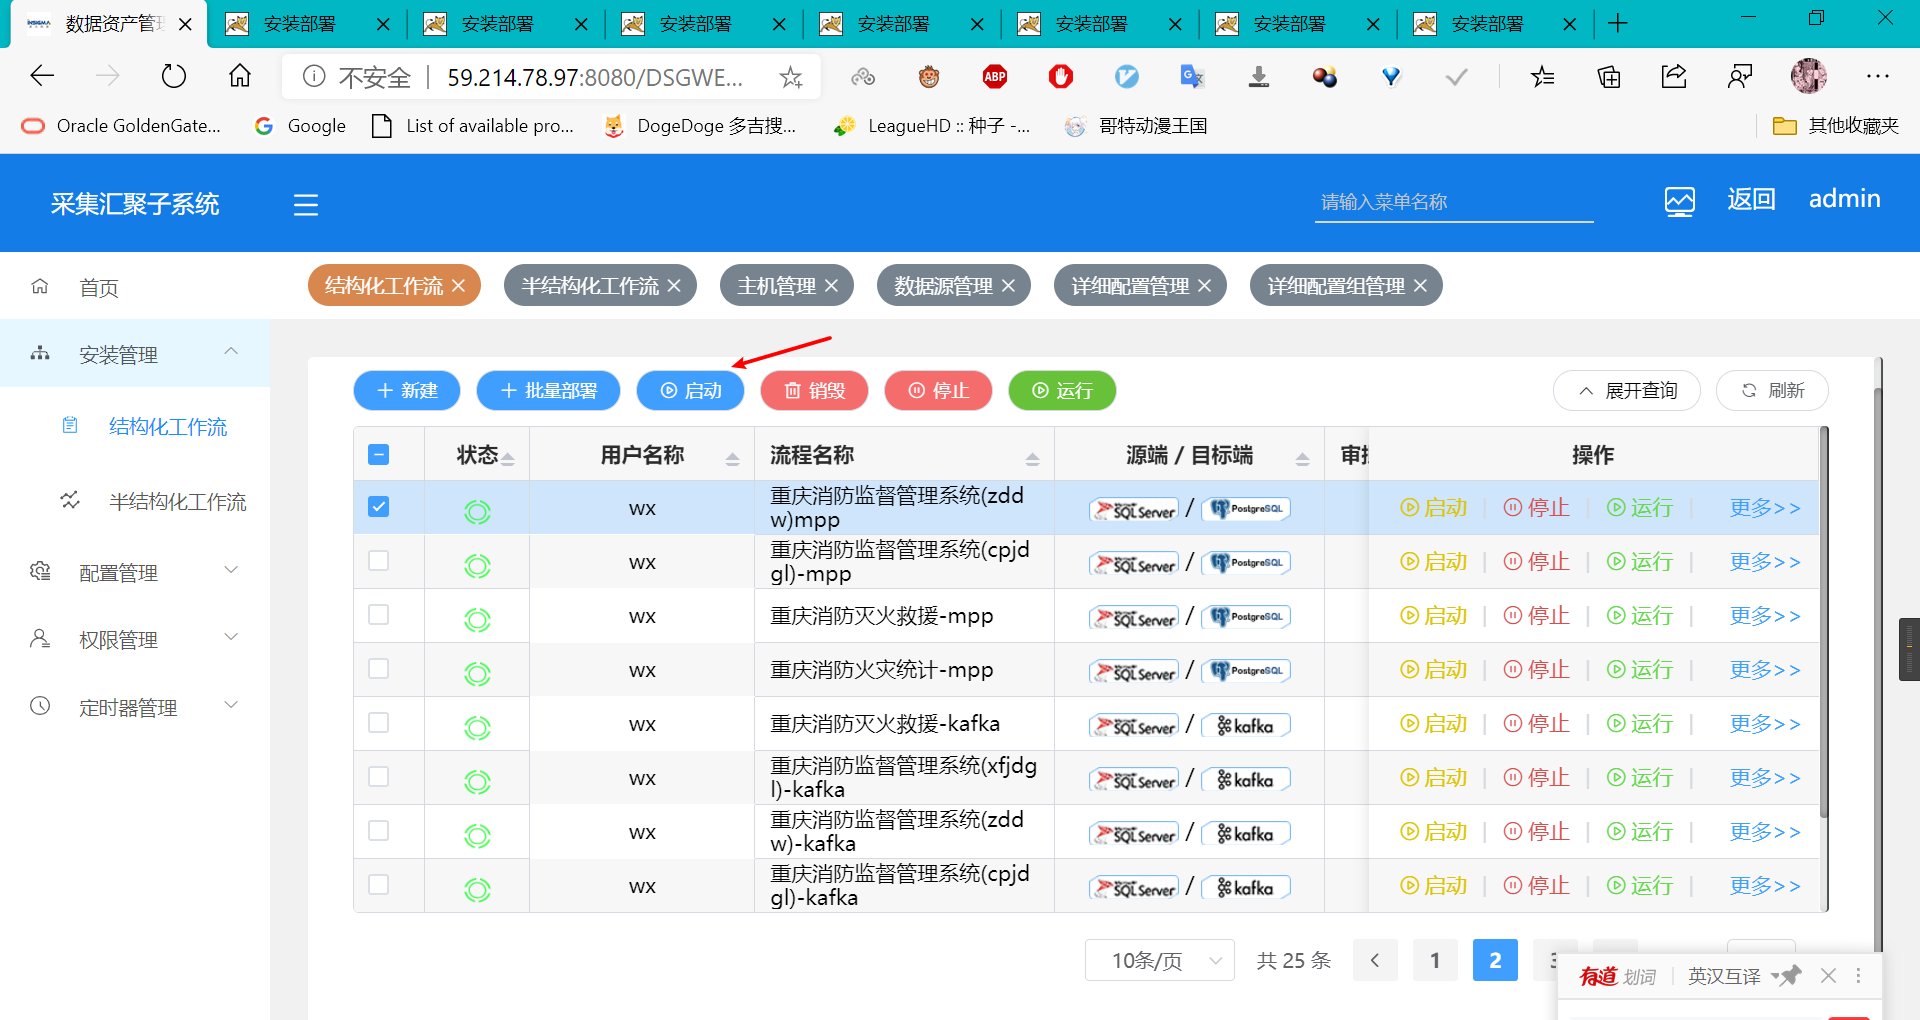 数据资产管
安装部署
安装部署
安装部署
安装部署
安装部署
安装部署
安装部署
不安全 59.214.78.97:8080/DSGWE...
ABP
Oracle GoldenGate...
Google
List of available pro...
DogeDoge 多吉搜...
LeagueHD :: 种子 -...
哥特动漫王国
其他收藏夹
采集汇聚子系统
请输入菜单名称
返回
admin
首页
安装管理
结构化工作流
半结构化工作流
配置管理
权限管理
定时器管理
结构化工作流
半结构化工作流
主机管理
数据源管理
详细配置管理
详细配置组管理
新建
批量部署
启动
销毁
停止
运行
展开查询
刷新
状态 用户名称 流程名称 源端 / 目标端 操作
wx 重庆消防监督管理系统(zdd
w)mpp SQL Server / PostgreSQL 启动 停止 运行 更多>>
wx 重庆消防监督管理系统(cpjd
gl)-mpp SQL Server / PostgreSQL 启动 停止 运行 更多>>
wx 重庆消防灭火救援-mpp SQL Server / PostgreSQL 启动 停止 运行 更多>>
wx 重庆消防火灾统计-mpp SQL Server / PostgreSQL 启动 停止 运行 更多>>
wx 重庆消防灭火救援-kafka SQL Server / kafka 启动 停止 运行 更多>>
wx 重庆消防监督管理系统(xfjdg
l)-kafka SQL Server / kafka 启动 停止 运行 更多>>
wx 重庆消防监督管理系统(zdd
w)-kafka SQL Server / kafka 启动 停止 运行 更多>>
wx 重庆消防监督管理系统(cpjd
gl)-kafka SQL Server / kafka 启动 停止 运行 更多>>
10条/页 共 25 条 < 1 2
有道 划词 英汉互译